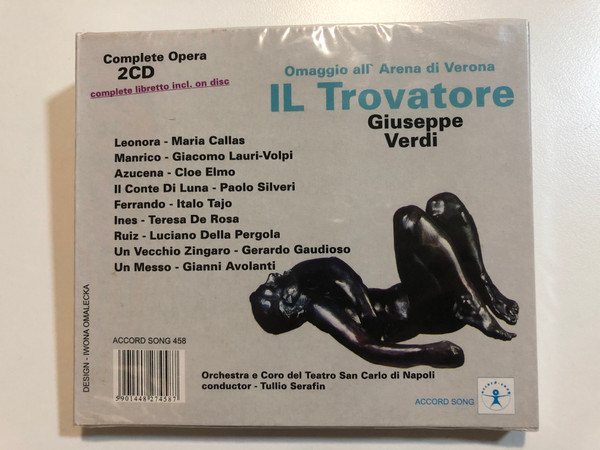 Complete Opera
2CD
complete libretto incl. on disc
Omaggio all` Arena di Verona
IL Trovatore
Giuseppe
Verdi
Leonora - Maria Callas
Manrico - Giacomo Lauri-Volpi
Azucena - Cloe Elmo
Il Conte Di Luna - Paolo Silveri
Ferrando - Italo Tajo
Ines - Teresa De Rosa
Ruiz - Luciano Della Pergola
Un Vecchio Zingaro - Gerardo Gaudioso
Un Messo - Gianni Avolanti
DESIGN - IWONA OMALECKA
ACCORD SONG 458
5901448274587
Orchestra e Coro del Teatro San Carlo di Napoli
conductor - Tullio Serafin
ACCORD SONG